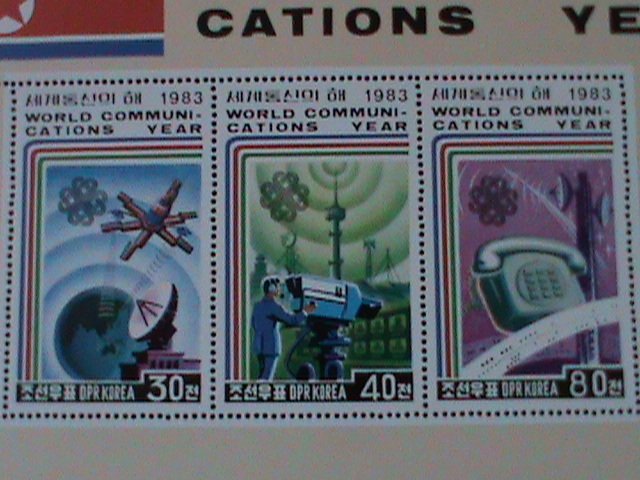 CATIONS YE
세계통신의 해 1983
WORLD COMMUNI-
CATIONS YEAR
조선우표 DPR KOREA 30전
세계통신의 해 1983
WORLD COMMUNI-
CATIONS YEAR
조선우표 DPR KOREA 40전
세계통신의 해 1983
WORLD COMMUNI-
CATIONS YEAR
조선우표 DPR KOREA 80전